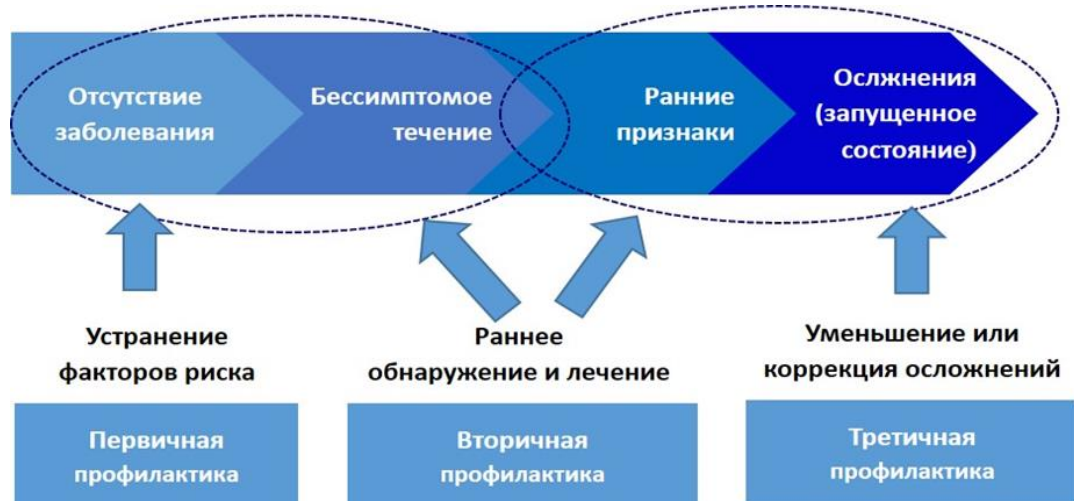 Отсутствие
заболевания
Бессимптомое
течение
Ранние
признаки
Ослжнения
(запущенное
состояние)
Устранение
факторов риска
Раннее
обнаружение и лечение
Уменьшение или
коррекция осложнений
Первичная
профилактика
Вторичная
профилактика
Третичная
профилактика